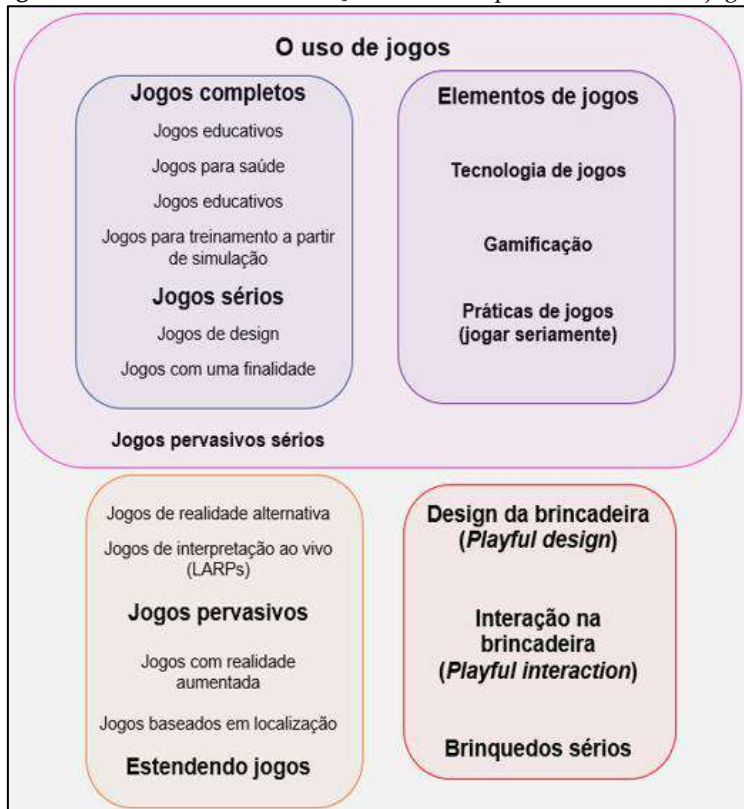 O uso de jogos
Jogos completos
Jogos educativos
Jogos para saúde
Jogos educativos
Jogos para treinamento a partir
de simulação
Jogos sérios
Jogos de design
Jogos com uma finalidade
Elementos de jogos
Tecnologia de jogos
Gamificação
Práticas de jogos
(jogar seriamente)
Jogos pervasivos sérios
Jogos de realidade alternativa
Jogos de interpretação ao vivo
(LARPs)
Jogos pervasivos
Jogos com realidade
aumentada
Jogos baseados em localização
Estendendo jogos
Design da brincadeira
(Playful design)
Interação na
brincadeira
(Playful interaction)
Brinquedos sérios